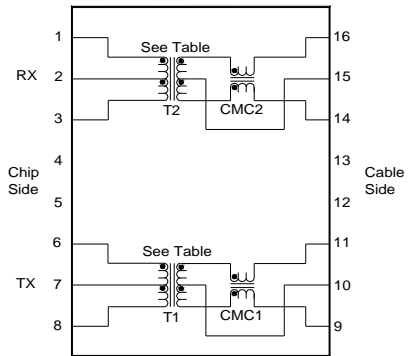 1
See Table
16
RX
2
15
3
T2
CMC2
14
Chip
Side
4
13
Cable
Side
5
12
6
See Table
11
TX
7
10
8
T1
CMC1
9